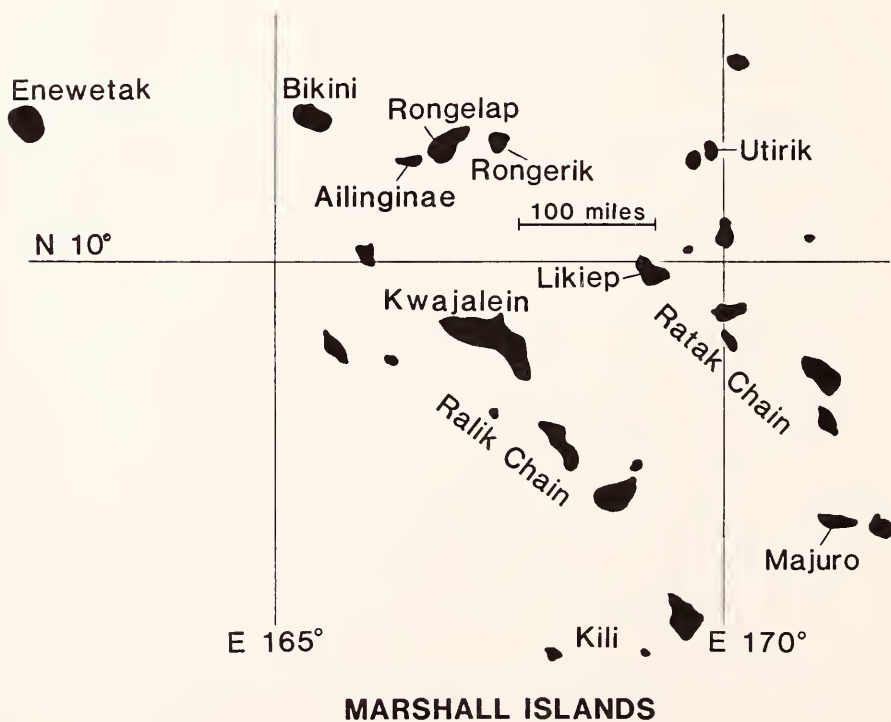 Enewetak
Bikini
Rongelap
Rongerik
Ailinginae
Utirik
100 miles
N 10°
Likiep
Kwajalein
Ratak Chain
Ralik Chain
Majuro
Kili
E 165°
E 170°
MARSHALL ISLANDS